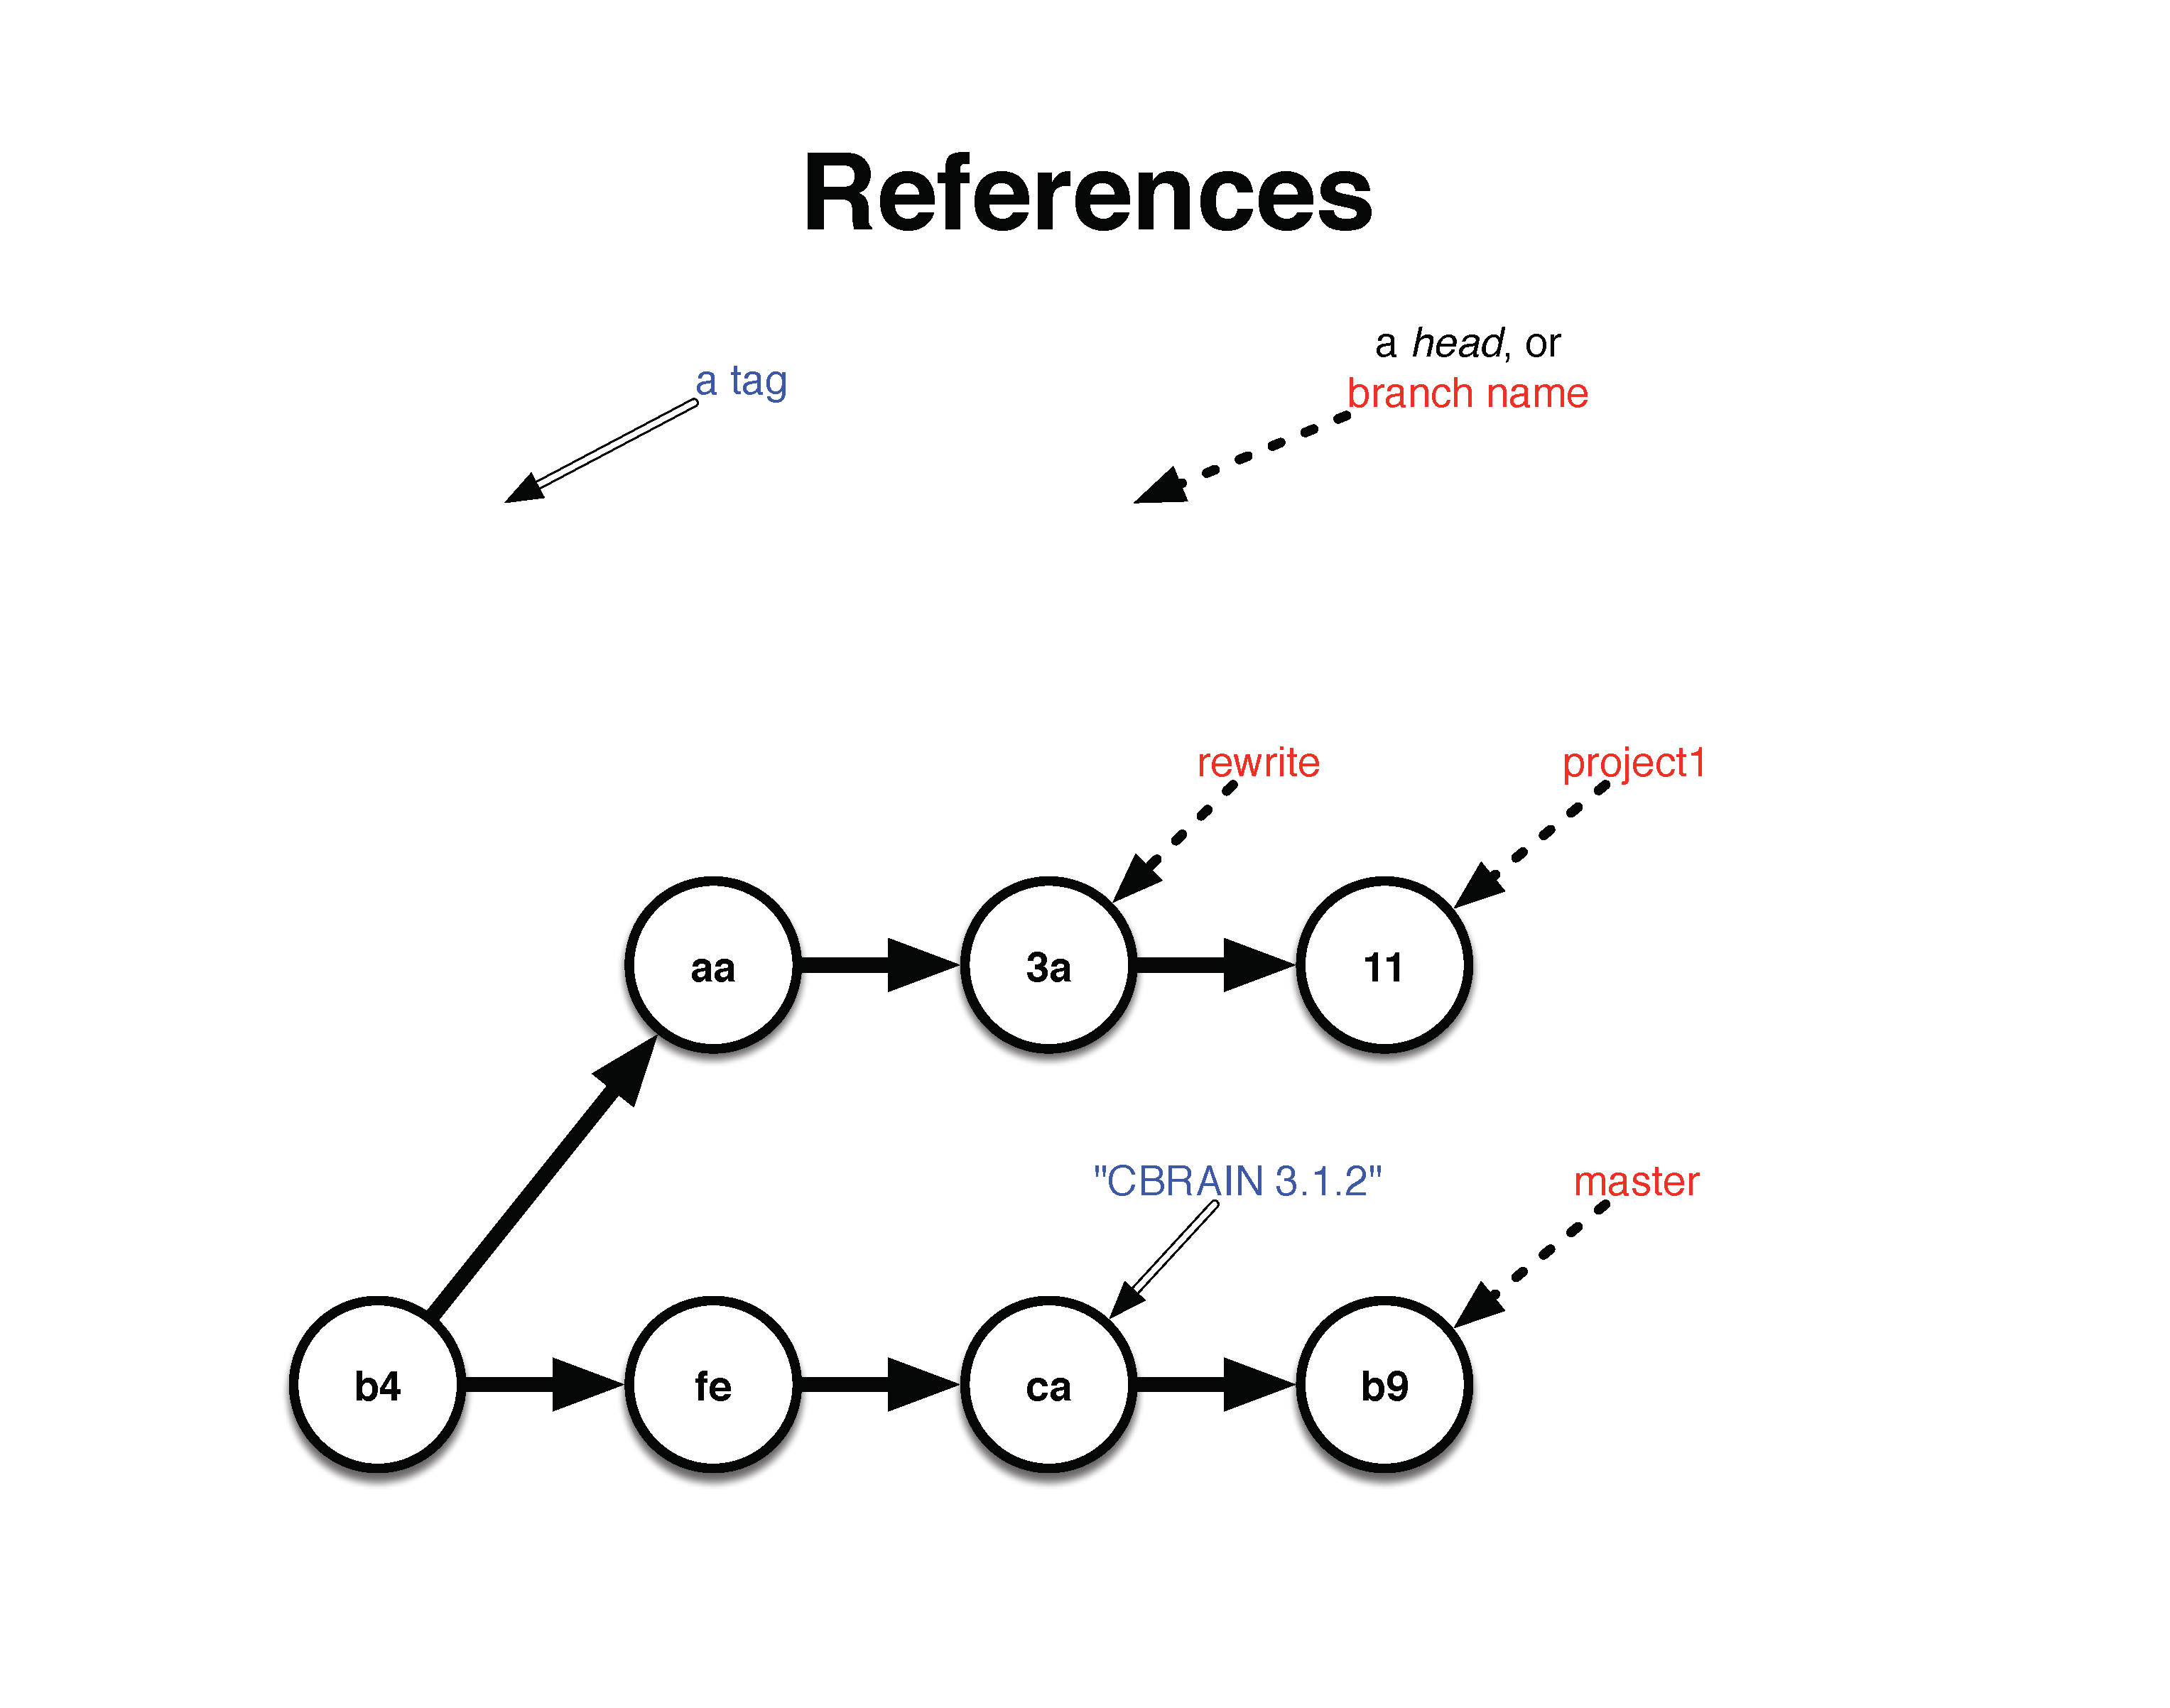 References
a tag
a head, or
branch name
rewrite
project1
aa
3a
11
"CBRAIN 3.1.2"
master
b4
fe
ca
b9